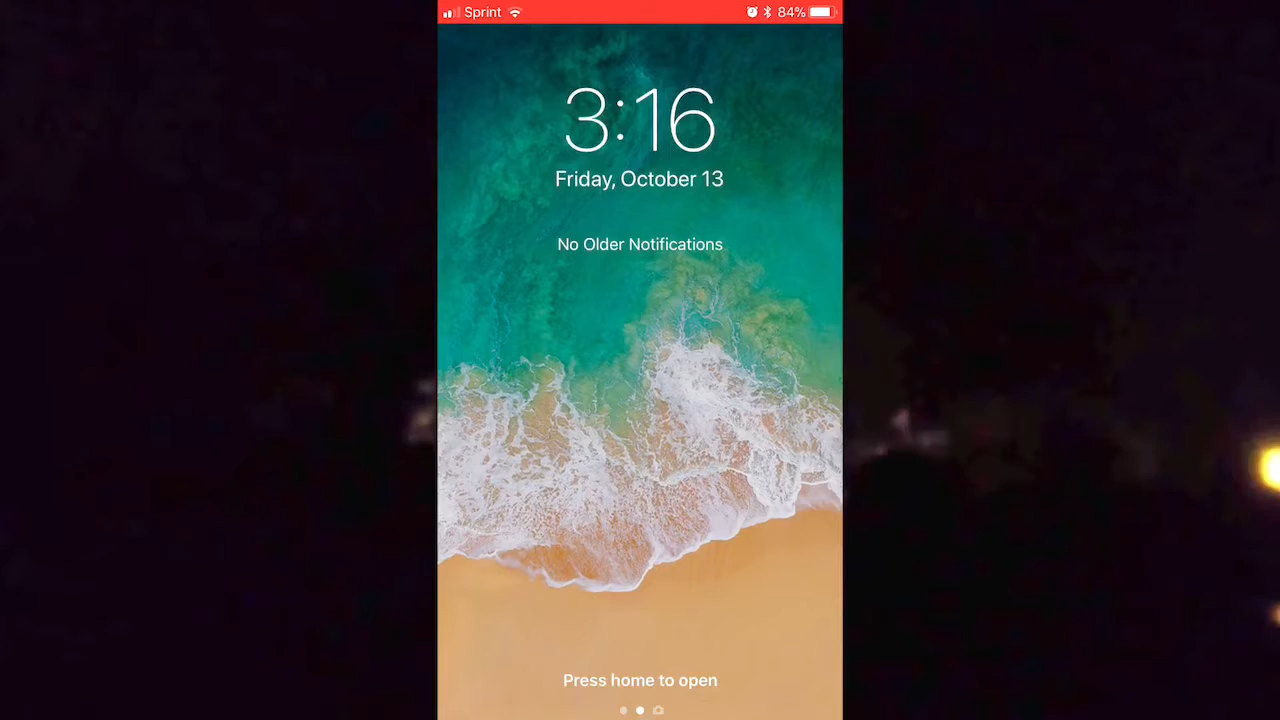 Sprint 84%
3:16
Friday, October 13
No Older Notifications
Press home to open